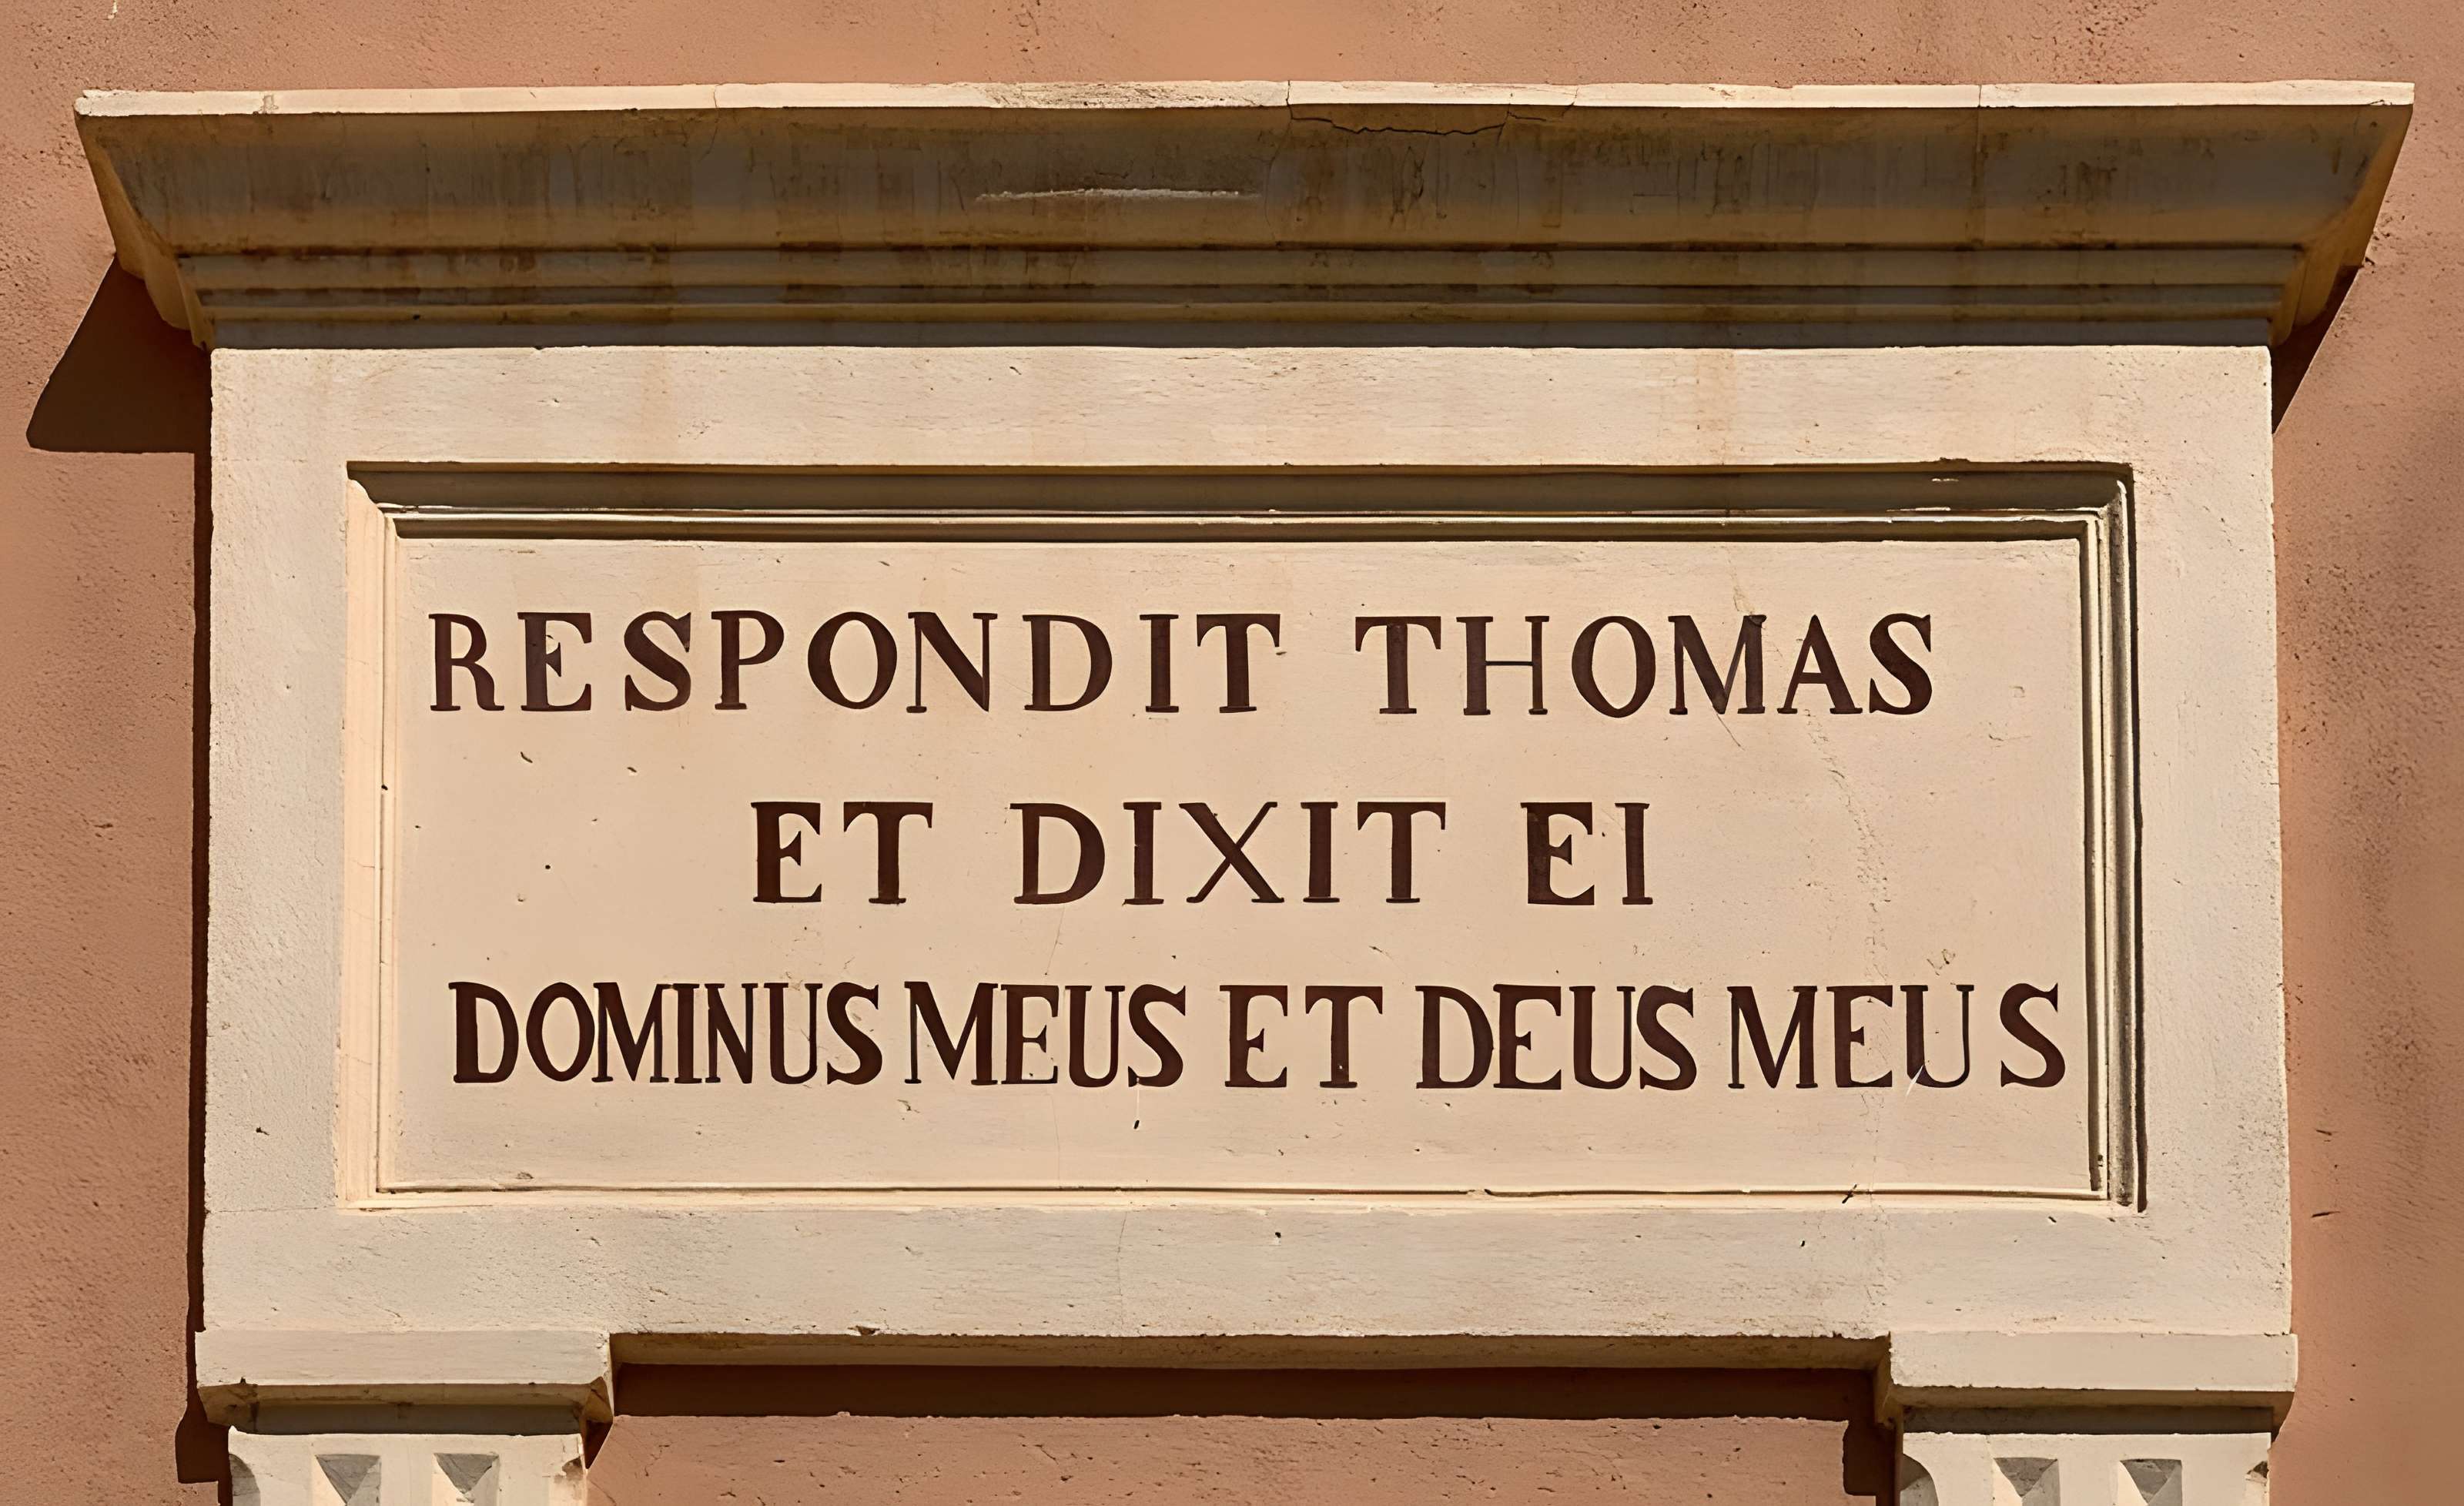 RESPONDIT THOMAS
ET DIXIT EI
DOMINUS MEUS ET DEUS MEUS